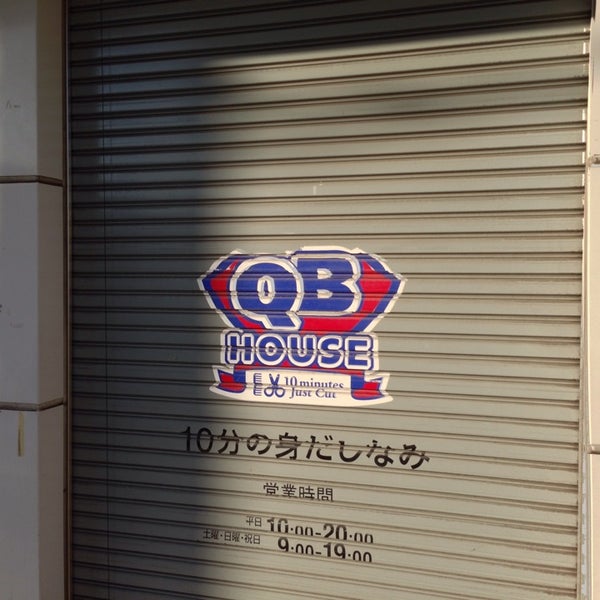 QB
HOUSE
10 minutes
Just Cut
10分の身だしなみ
営業時間
平日 10:00-20:00
土曜・日曜・祝日 9:00-19:00